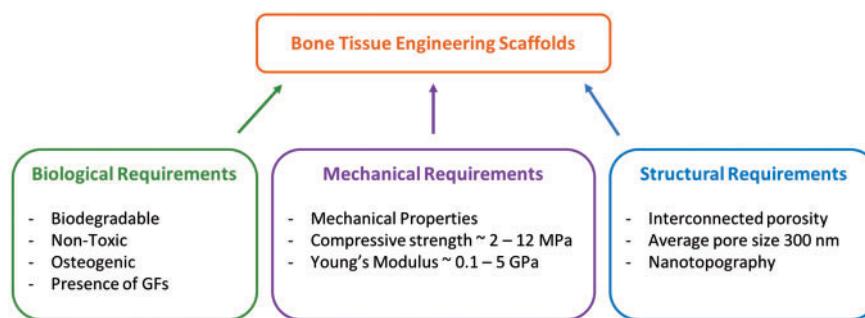 Bone Tissue Engineering Scaffolds
Biological Requirements
- Biodegradable
- Non-Toxic
- Osteogenic
- Presence of GFs
Mechanical Requirements
- Mechanical Properties
- Compressive strength ~ 2 – 12 MPa
- Young's Modulus ~ 0.1 – 5 GPa
Structural Requirements
- Interconnected porosity
- Average pore size 300 nm
- Nanotopography